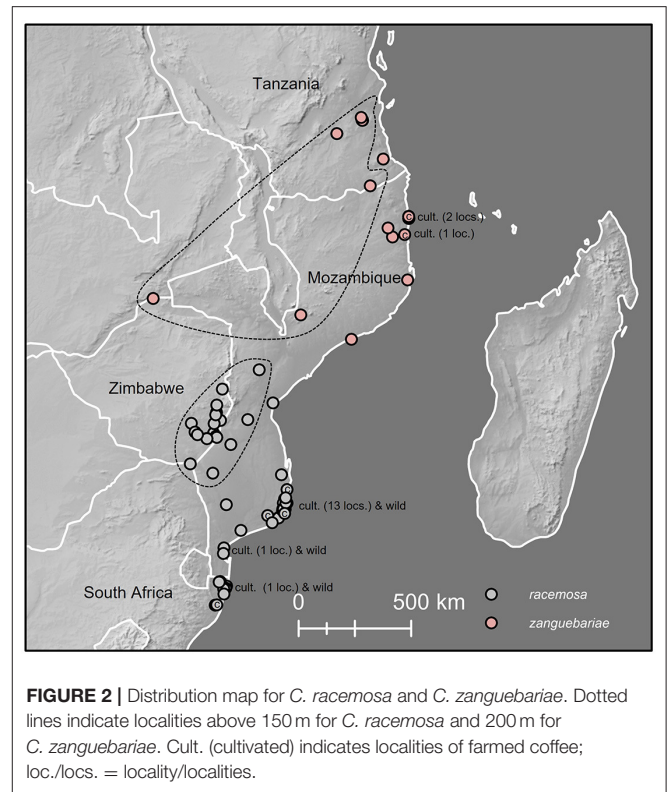 Tanzania
cult. (2 locs.)
cult. (1 loc.)
Mozambique
Zimbabwe
cult. (13 locs.) & wild
cult. (1 loc.) & wild
South Africa
cult. (1 loc.) & wild
0 500 km
racemosa
zanguebariae
FIGURE 2 | Distribution map for C. racemosa and C. zanguebariae. Dotted
lines indicate localities above 150 m for C. racemosa and 200 m for
C. zanguebariae. Cult. (cultivated) indicates localities of farmed coffee;
loc./locs. = locality/localities.